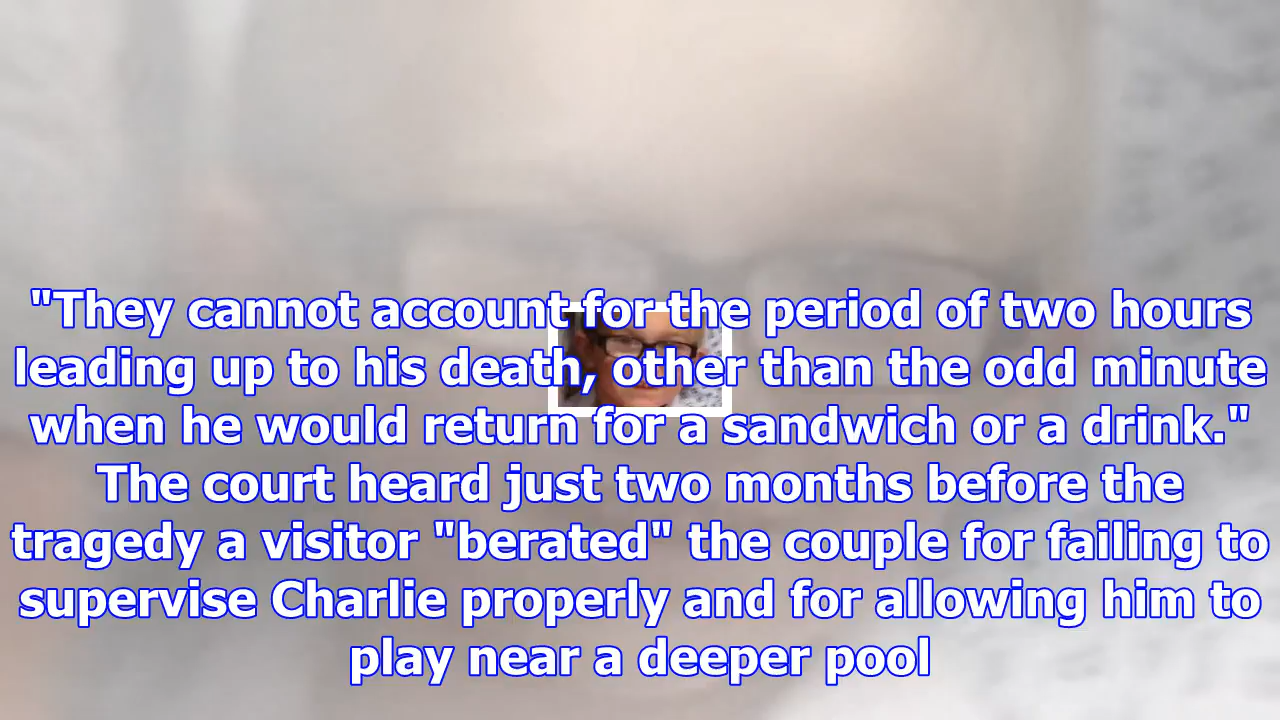 "They cannot account for the period of two hours
leading up to his death, other than the odd minute
when he would return for a sandwich or a drink."
The court heard just two months before the
tragedy a visitor "berated" the couple for failing to
supervise Charlie properly and for allowing him to
play near a deeper pool